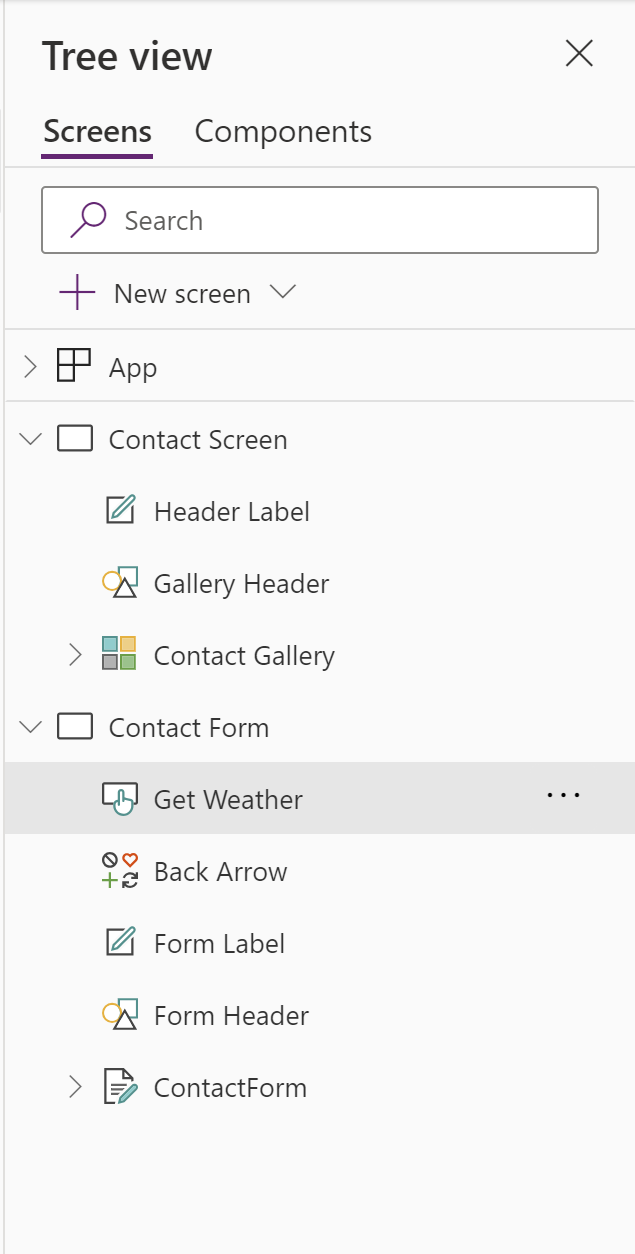 Tree view
Screens Components
Search
New screen
App
Contact Screen
Header Label
Gallery Header
Contact Gallery
Contact Form
Get Weather
Back Arrow
Form Label
Form Header
ContactForm